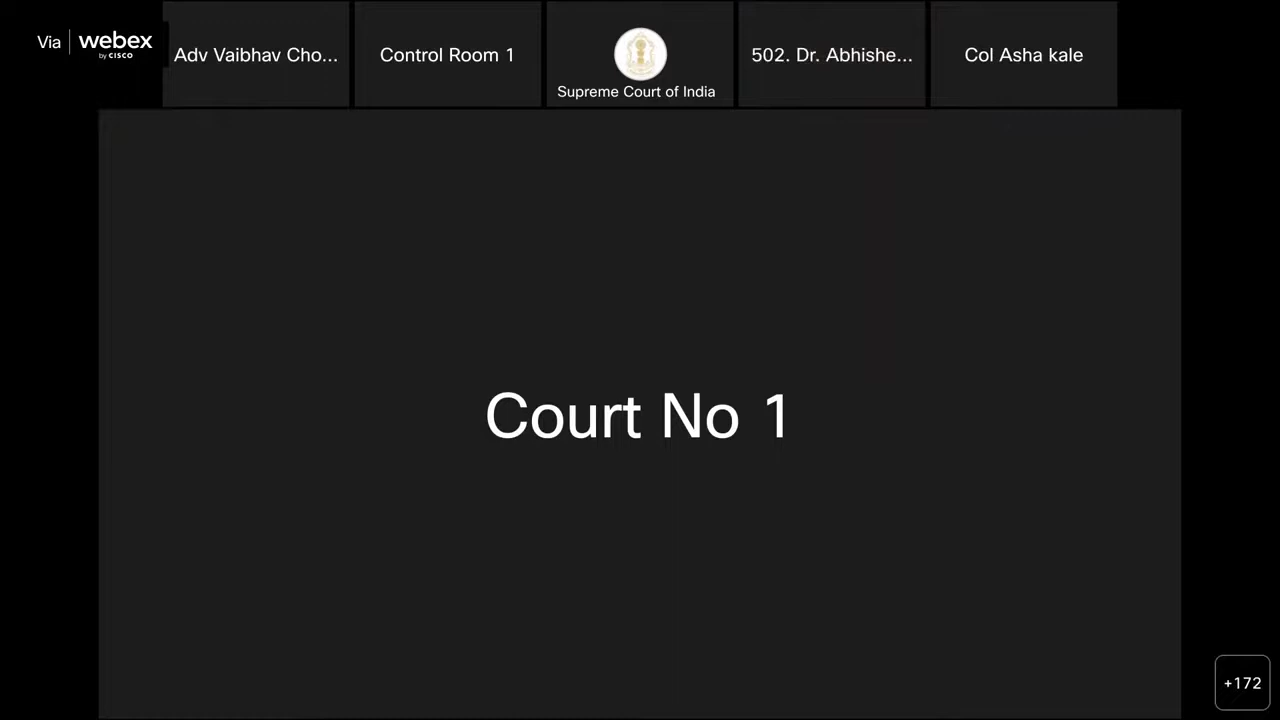 Via webex
by CISCO
Adv Vaibhav Cho...
Control Room 1
Supreme Court of India
502. Dr. Abhishe...
Col Asha kale
Court No 1
+172